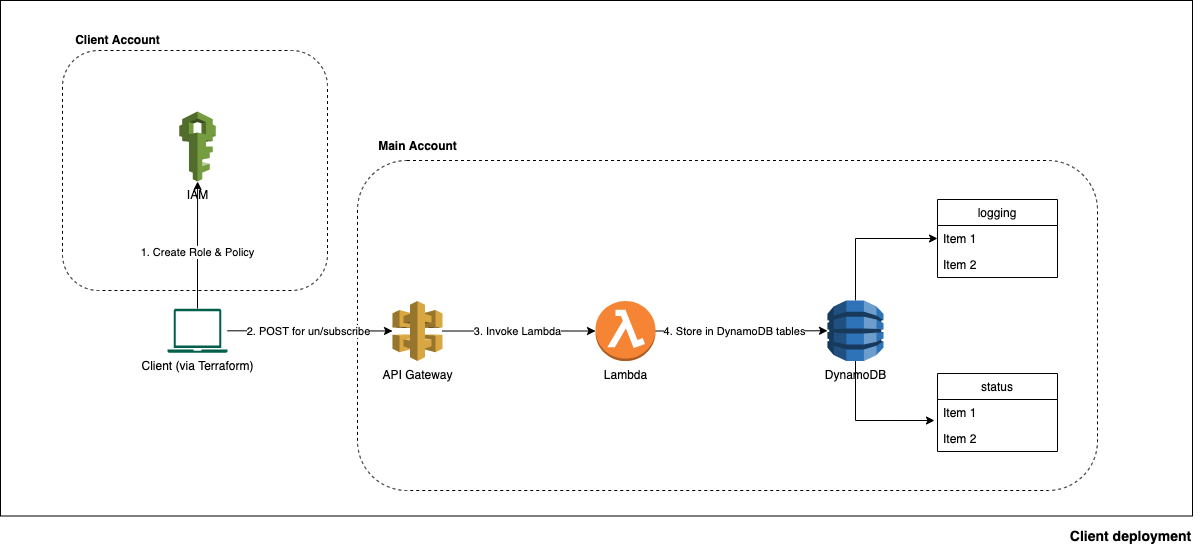 Client Account
IAM
1. Create Role & Policy
Client (via Terraform)
Main Account
2. POST for un/subscribe
API Gateway
3. Invoke Lambda
Lambda
4. Store in DynamoDB tables
DynamoDB
logging
Item 1
Item 2
status
Item 1
Item 2
Client deployment